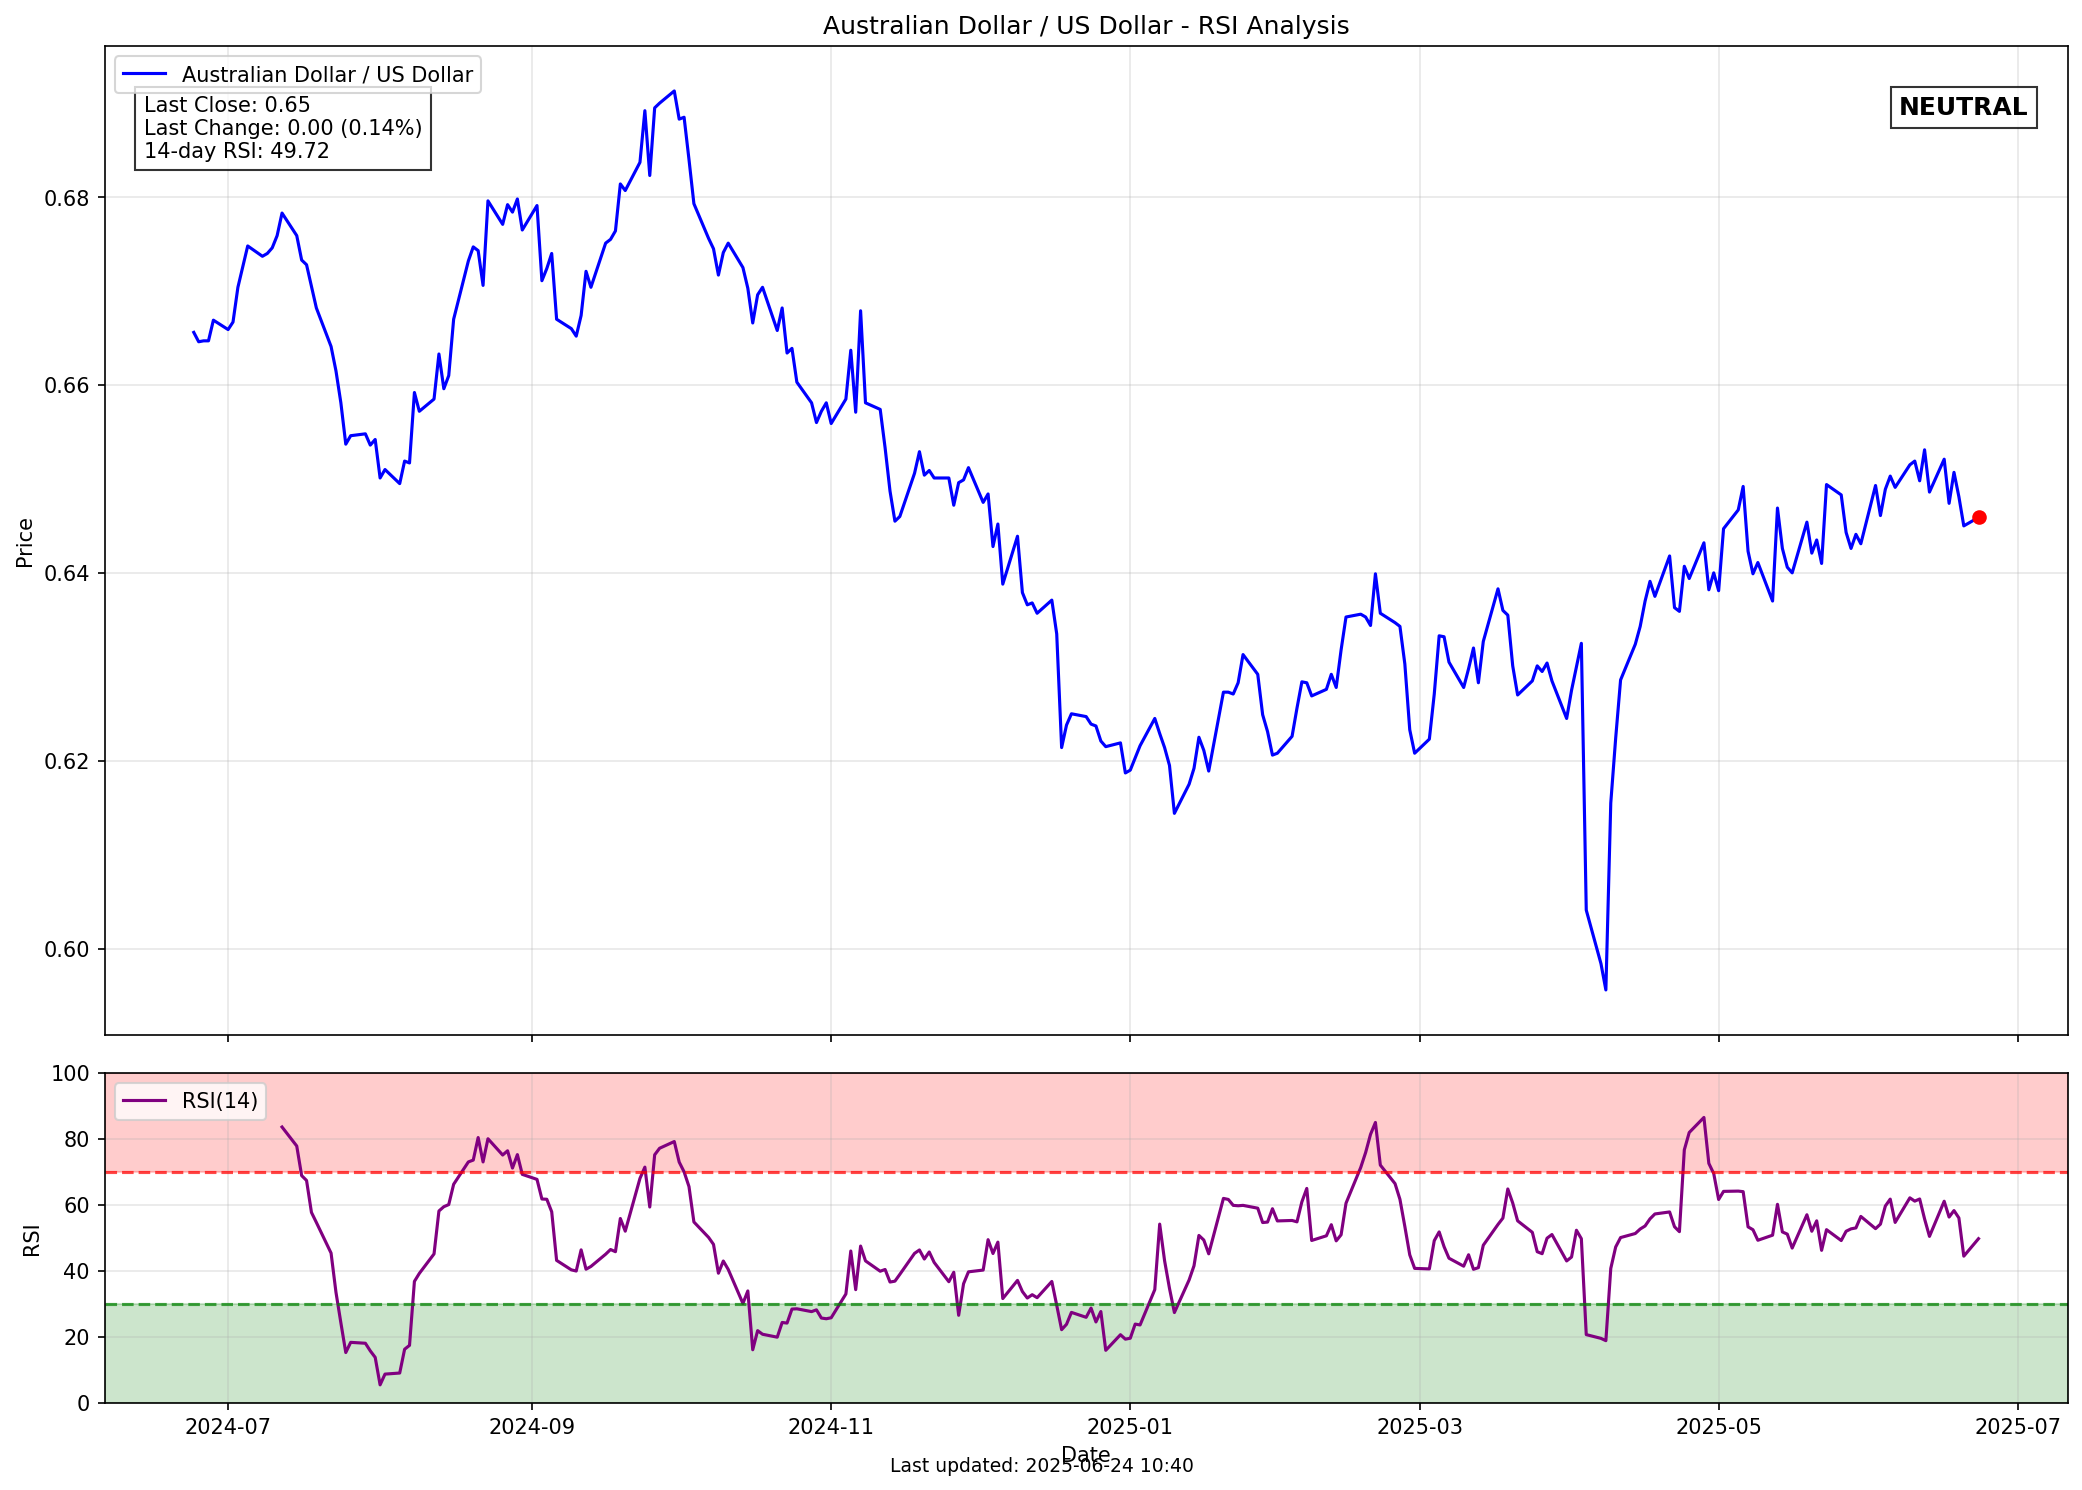 Australian Dollar / US Dollar - RSI Analysis
Australian Dollar / US Dollar
Last Close: 0.65
Last Change: 0.00 (0.14%)
14-day RSI: 49.72
NEUTRAL
Price
0.68
0.66
0.64
0.62
0.60
RSI(14)
RSI
100
80
60
40
20
0
2024-07 2024-09 2024-11 2025-01 2025-03 2025-05 2025-07
Date
Last updated: 2025-06-24 10:40